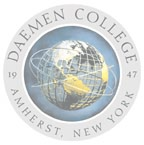 DAEMEN COLLEGE
19 47
AMHERST, NEW YORK